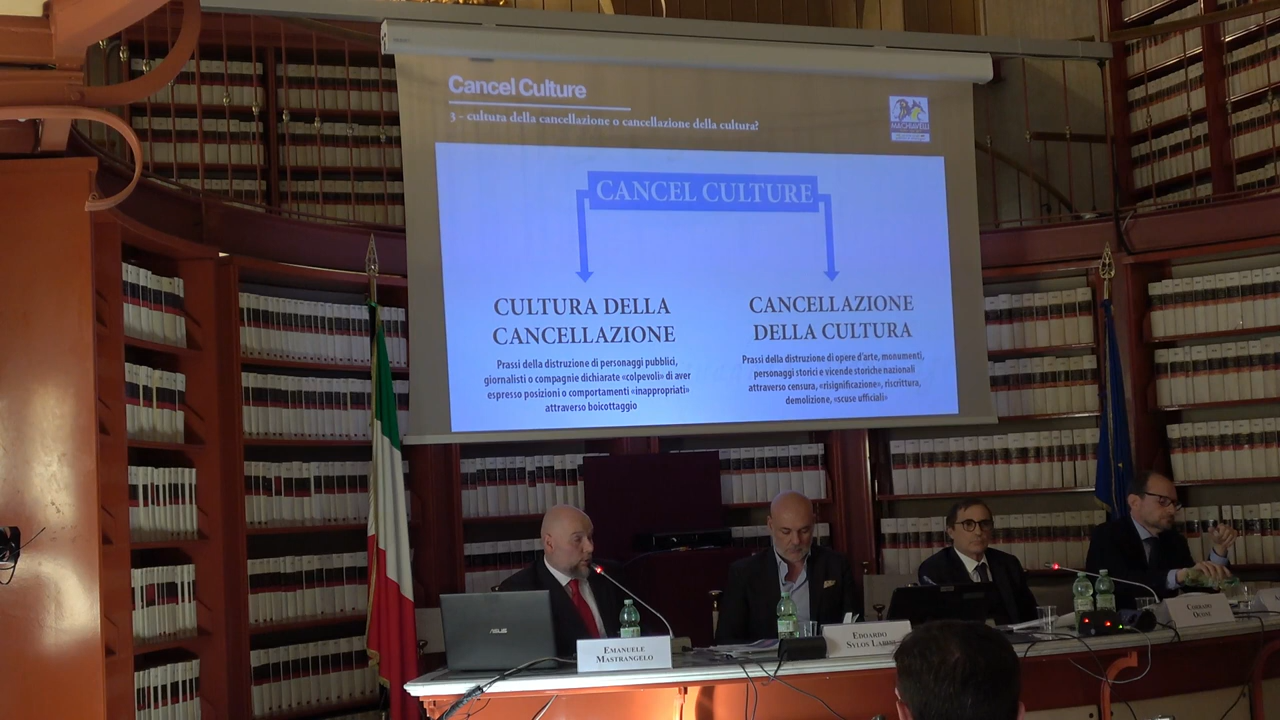 Cancel Culture
3 - cultura della cancellazione o cancellazione della cultura?
MACHIAVELLI
CANCEL CULTURE
CULTURA DELLA
CANCELLAZIONE
Prassi della distruzione di personaggi pubblici,
giornalisti o compagnie dichiarate «colpevoli» di aver
espresso posizioni o comportamenti «inappropriati»
attraverso boicottaggio
CANCELLAZIONE
DELLA CULTURA
Prassi della distruzione di opere d'arte, monumenti,
personaggi storici e vicende storiche nazionali
attraverso censura, «risignificazione», riscrittura,
demolizione, «scuse ufficiali»
ASUS
EMANUELE
MASTRANGELO
EDOARDO
SYLOS